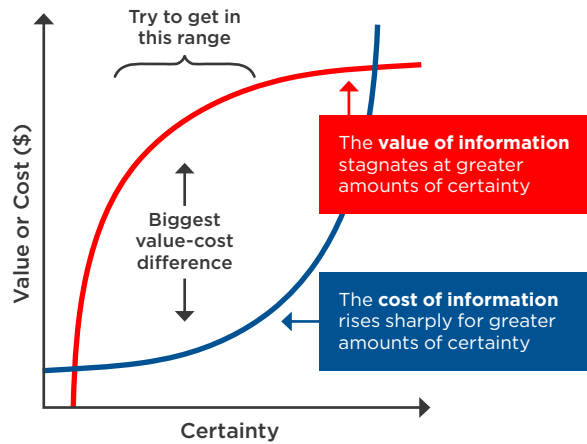 Try to get in
this range
Value or Cost ($)
The value of information
stagnates at greater
amounts of certainty
Biggest
value-cost
difference
The cost of information
rises sharply for greater
amounts of certainty
Certainty